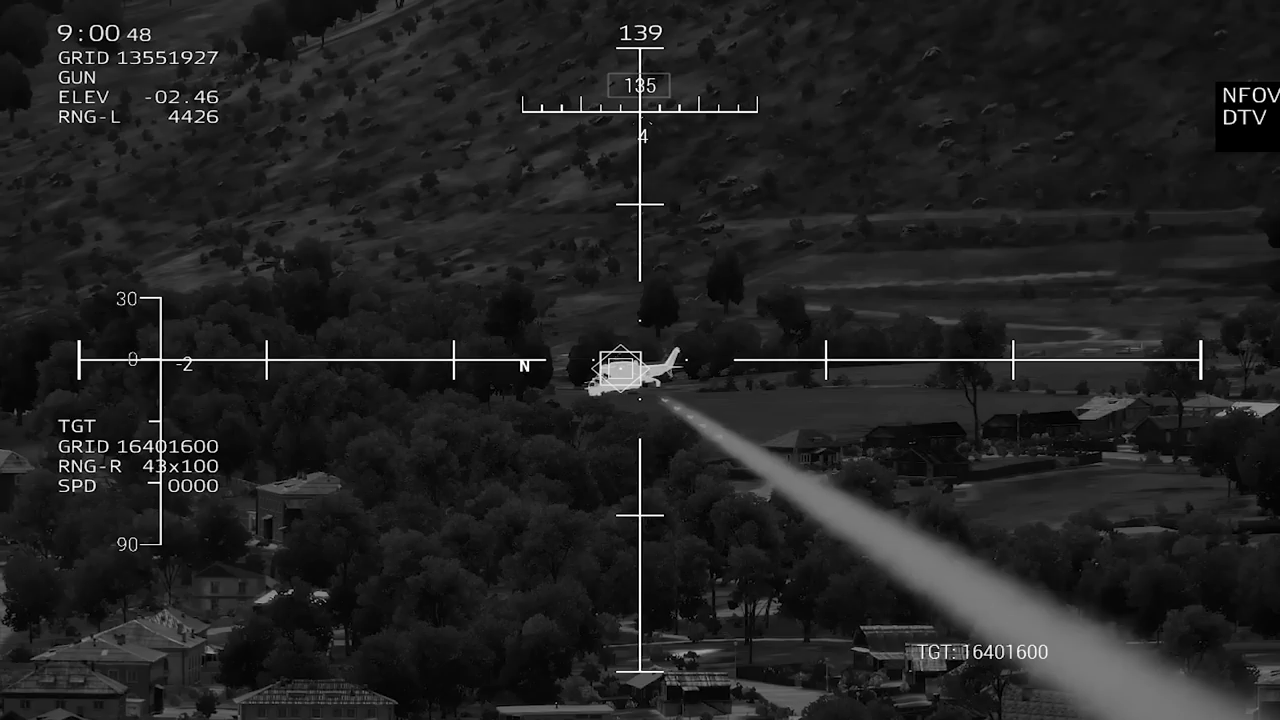 9:00 48
GRID 13551927
GUN
ELEV -02.46
RNG-L 4426
139
135
4
NFOV
DTV
30
0
-2
N
TGT
GRID 16401600
RNG-R 43x100
SPD 0000
90
TGT: 16401600